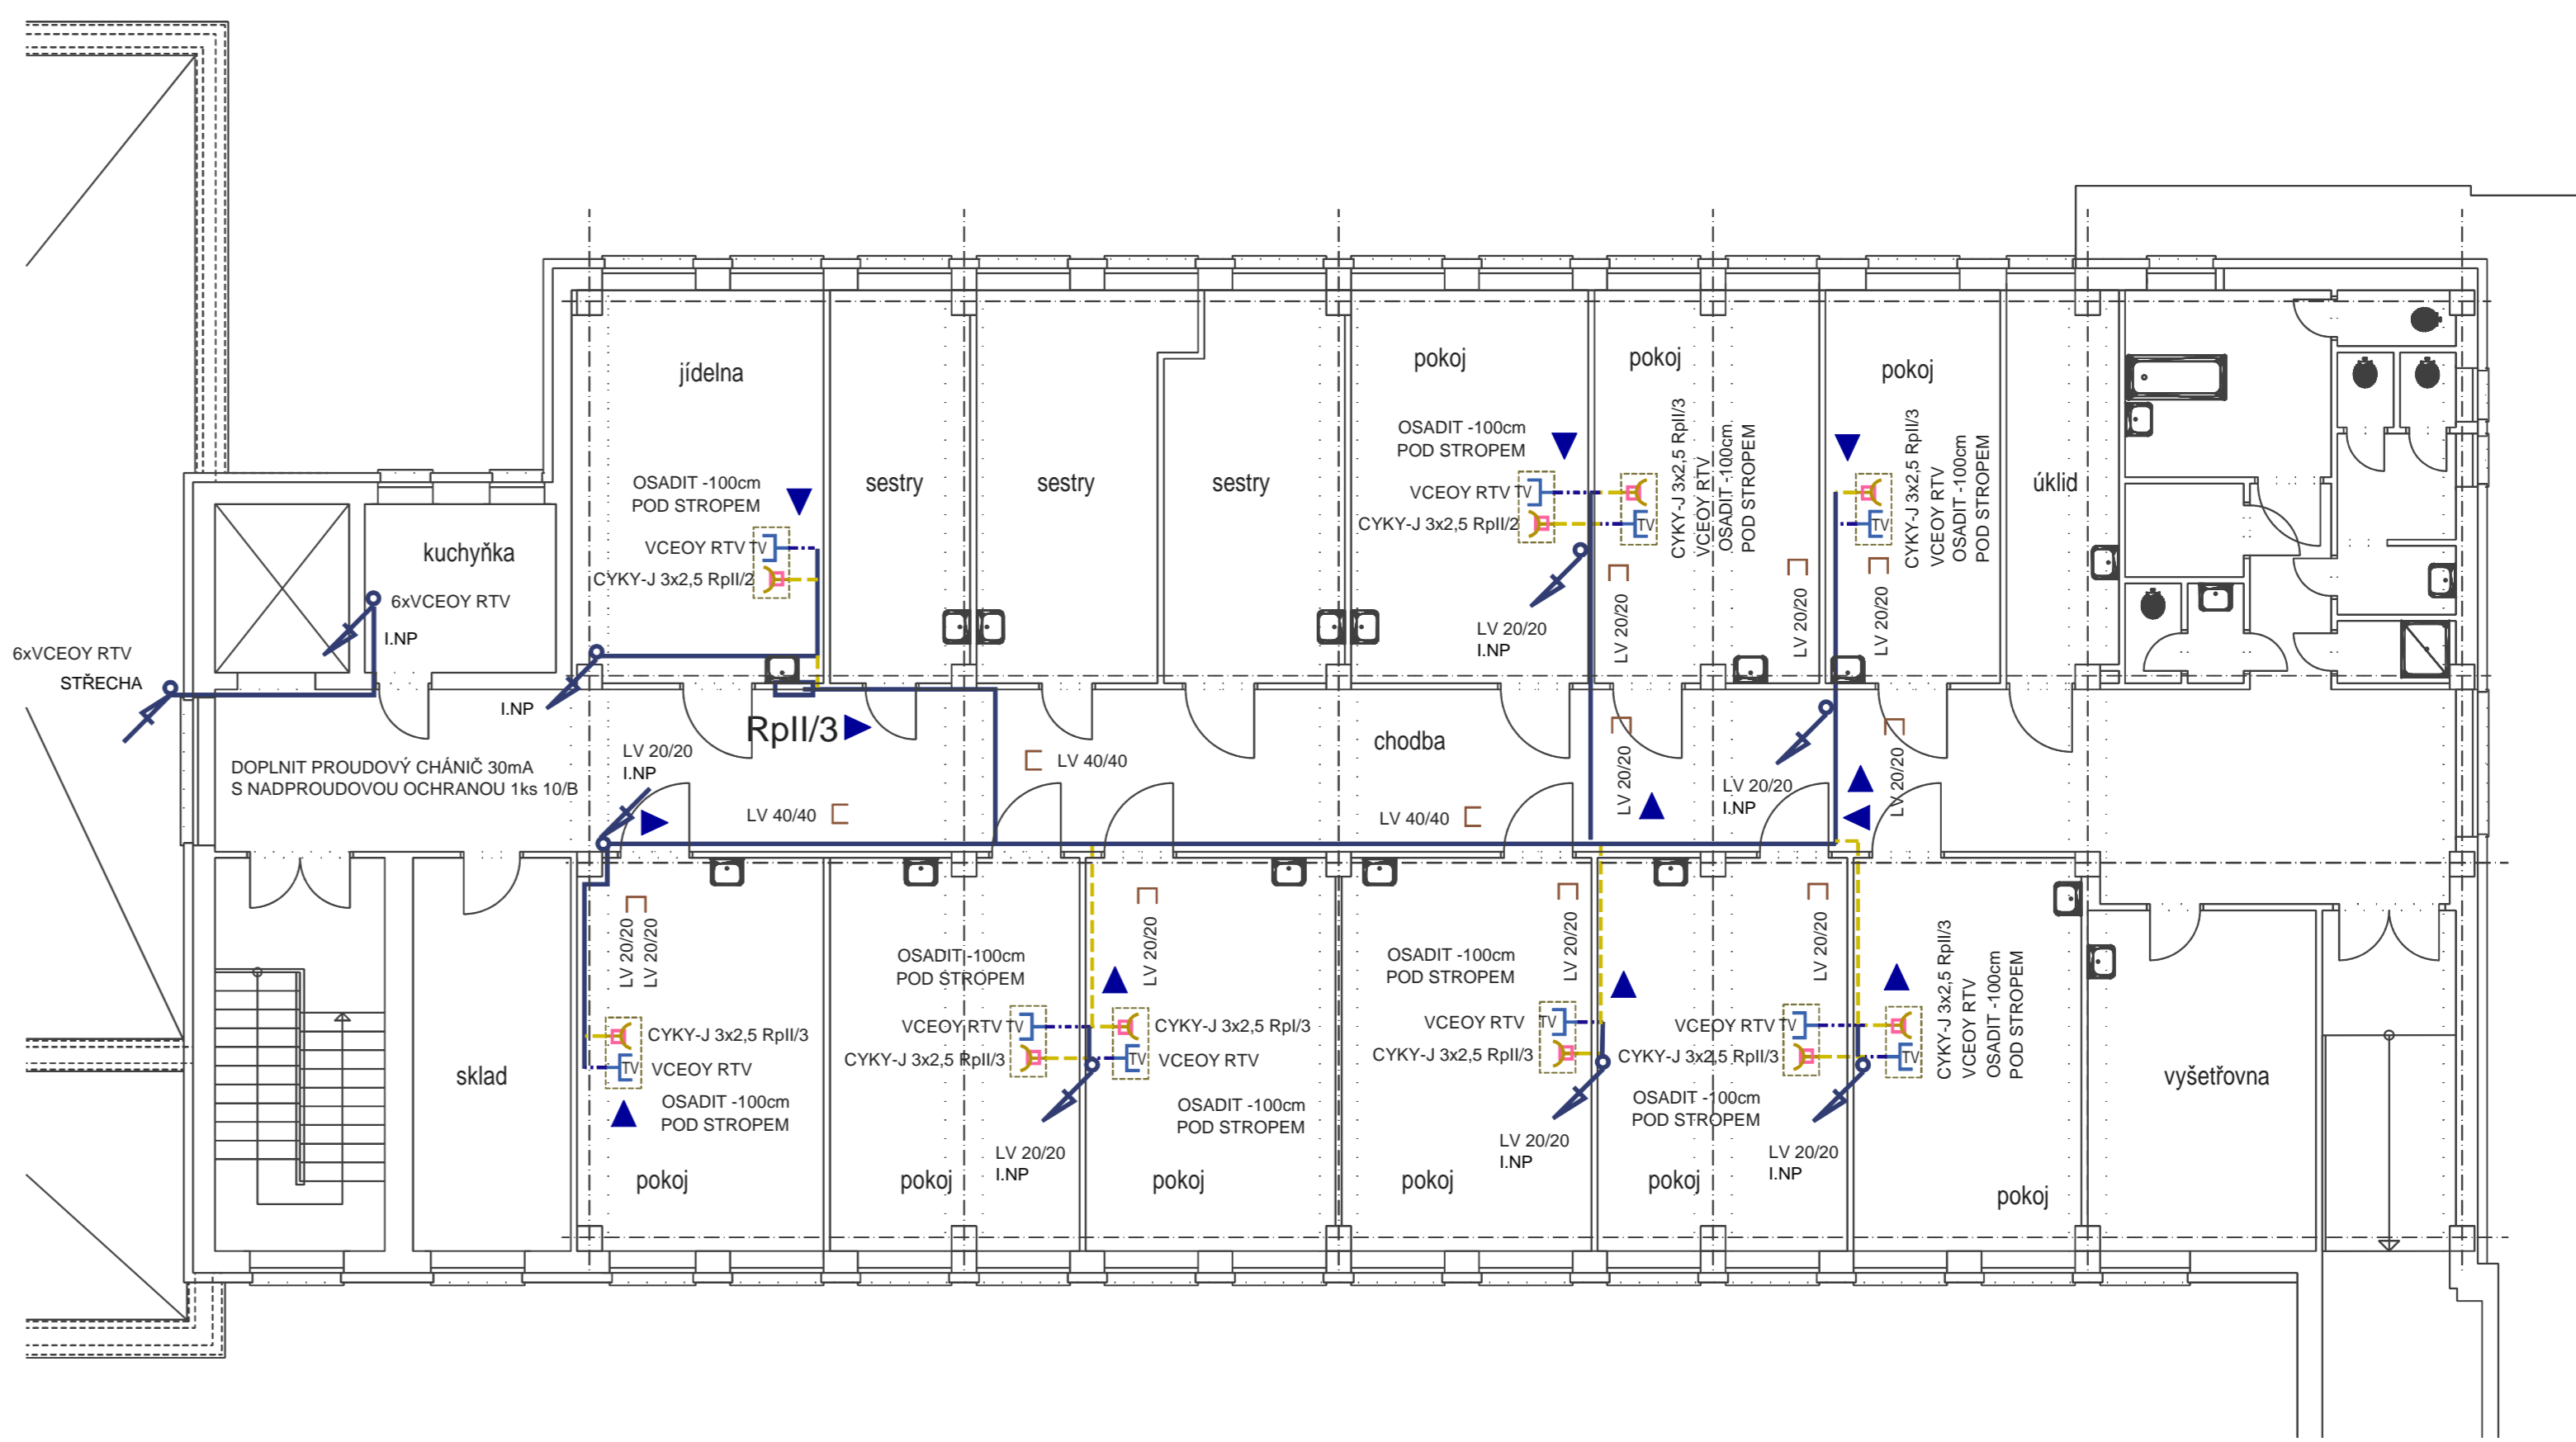 jídelna
OSADIT -100cm
POD STROPEM
VCEOY RTV TV
CYKY-J 3x2,5 RpII/2
sestry
sestry
sestry
pokoj
OSADIT -100cm
POD STROPEM
VCEOY RTV TV
CYKY-J 3x2,5 RpII/2
LV 20/20
I.NP
pokoj
TV
CYKY-J 3x2,5 RpII/3
VCEOY RTV
OSADIT -100cm
POD STROPEM
LV 20/20
LV 20/20
pokoj
TV
CYKY-J 3x2,5 RpII/3
VCEOY RTV
OSADIT -100cm
POD STROPEM
LV 20/20
úklid
kuchyňka
6xVCEOY RTV
I.NP
6xVCEOY RTV
STŘECHA
I.NP
RpII/3
DOPLNIT PROUDOVÝ CHÁNIČ 30mA
S NADPROUDOVOU OCHRANOU 1ks 10/B
LV 20/20
I.NP
LV 40/40
LV 40/40
chodba
LV 40/40
LV 20/20
LV 20/20
I.NP
LV 20/20
sklad
LV 20/20
LV 20/20
CYKY-J 3x2,5 RpII/3
TV
VCEOY RTV
OSADIT -100cm
POD STROPEM
pokoj
OSADIT -100cm
POD STROPEM
VCEOY RTV TV
CYKY-J 3x2,5 RpII/3
LV 20/20
I.NP
pokoj
LV 20/20
CYKY-J 3x2,5 RpI/3
TV
VCEOY RTV
OSADIT -100cm
POD STROPEM
pokoj
OSADIT -100cm
POD STROPEM
LV 20/20
VCEOY RTV TV
CYKY-J 3x2,5 RpII/3
LV 20/20
I.NP
pokoj
LV 20/20
VCEOY RTV TV
CYKY-J 3x2,5 RpII/3
OSADIT -100cm
POD STROPEM
LV 20/20
I.NP
pokoj
TV
CYKY-J 3x2,5 RpII/3
VCEOY RTV
OSADIT -100cm
POD STROPEM
pokoj
vyšetřovna